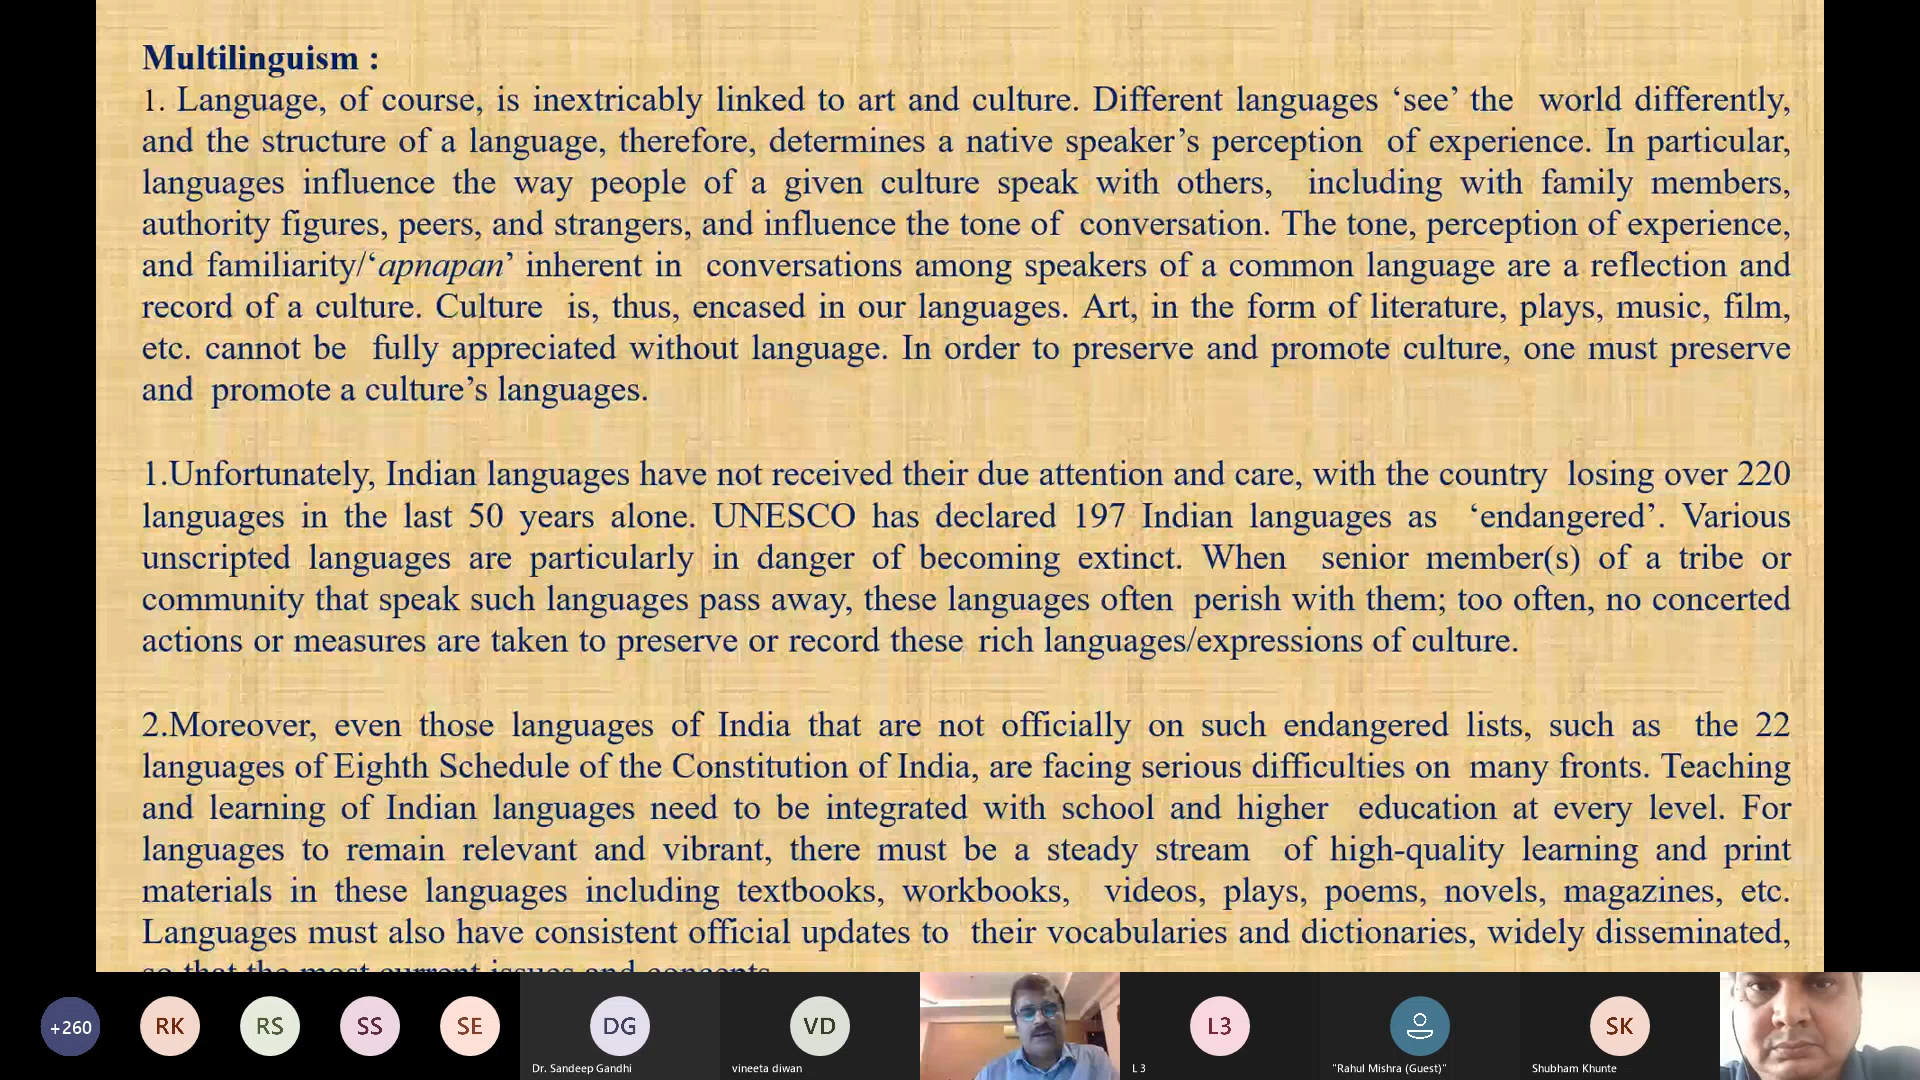 Multilinguism :
1. Language, of course, is inextricably linked to art and culture. Different languages ‘see’ the world differently,
and the structure of a language, therefore, determines a native speaker’s perception of experience. In particular,
languages influence the way people of a given culture speak with others, including with family members,
authority figures, peers, and strangers, and influence the tone of conversation. The tone, perception of experience,
and familiarity/‘apnapan’ inherent in conversations among speakers of a common language are a reflection and
record of a culture. Culture is, thus, encased in our languages. Art, in the form of literature, plays, music, film,
etc. cannot be fully appreciated without language. In order to preserve and promote culture, one must preserve
and promote a culture’s languages.
1.Unfortunately, Indian languages have not received their due attention and care, with the country losing over 220
languages in the last 50 years alone. UNESCO has declared 197 Indian languages as ‘endangered’. Various
unscripted languages are particularly in danger of becoming extinct. When senior member(s) of a tribe or
community that speak such languages pass away, these languages often perish with them; too often, no concerted
actions or measures are taken to preserve or record these rich languages/expressions of culture.
2.Moreover, even those languages of India that are not officially on such endangered lists, such as the 22
languages of Eighth Schedule of the Constitution of India, are facing serious difficulties on many fronts. Teaching
and learning of Indian languages need to be integrated with school and higher education at every level. For
languages to remain relevant and vibrant, there must be a steady stream of high-quality learning and print
materials in these languages including textbooks, workbooks, videos, plays, poems, novels, magazines, etc.
Languages must also have consistent official updates to their vocabularies and dictionaries, widely disseminated,
so that the most current issues and concepts
+260 RK RS SS SE DG VD L3 SK
Dr. Sandeep Gandhi vineeta diwan L 3 "Rahul Mishra (Guest)" Shubham Khunte